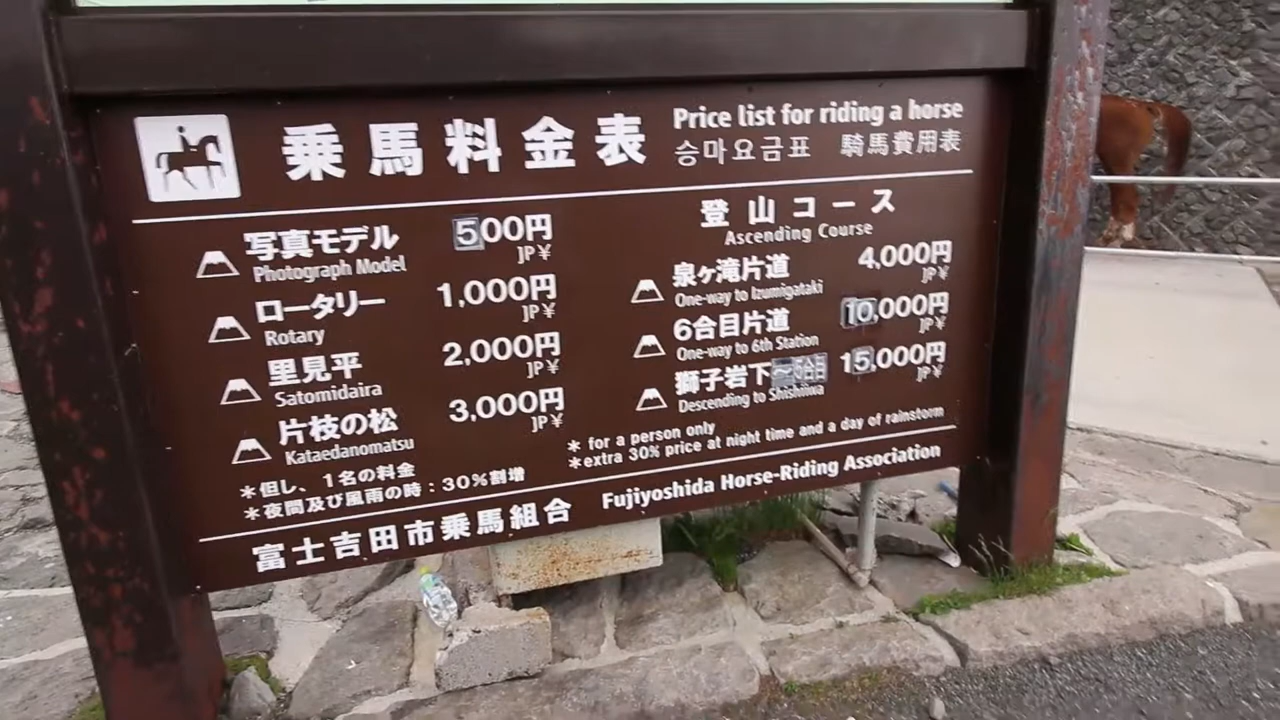 乗馬料金表
Price list for riding a horse
승마요금표 騎馬費用表
写真モデル 500円
Photograph Model JP¥
ロータリー 1,000円
Rotary JP¥
里見平 2,000円
Satomidaira JP¥
片枝の松 3,000円
Kataedanomatsu JP¥
登山コース
Ascending Course
泉ヶ滝片道 4,000円
One-way to Izumigataki JP¥
6合目片道 10,000円
One-way to 6th Station JP¥
獅子岩下〜5合目 15,000円
Descending to Shishiiwa JP¥
＊但し、1名の料金
＊夜間及び風雨の時：30%割増
＊for a person only
＊extra 30% price at night time and a day of rainstorm
富士吉田市乗馬組合 Fujiyoshida Horse-Riding Association